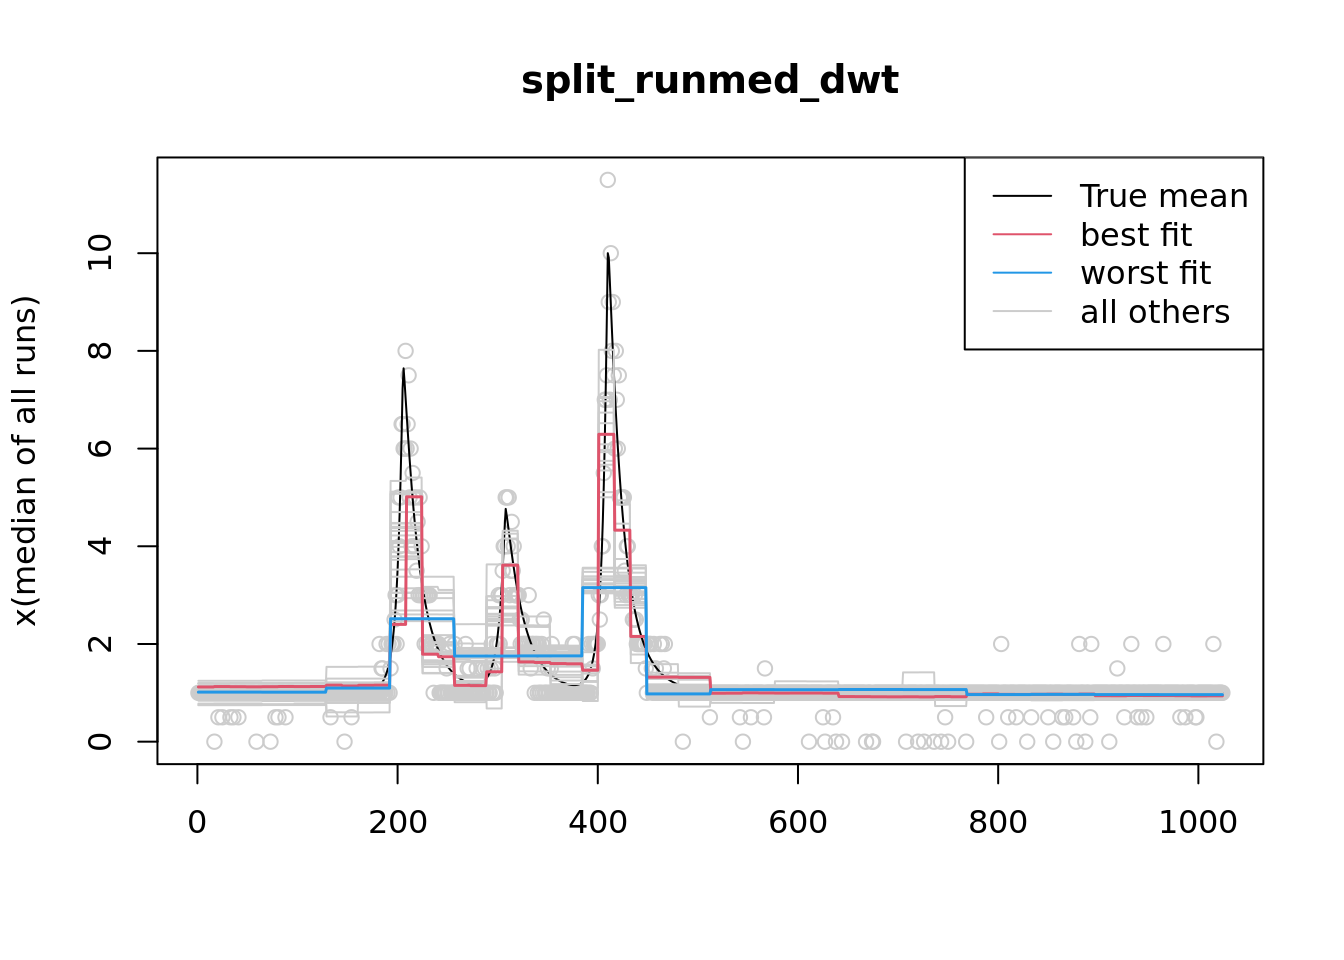 split_runmed_dwt
True mean
best fit
worst fit
all others
x(median of all runs)
10
8
6
4
2
0
0 200 400 600 800 1000